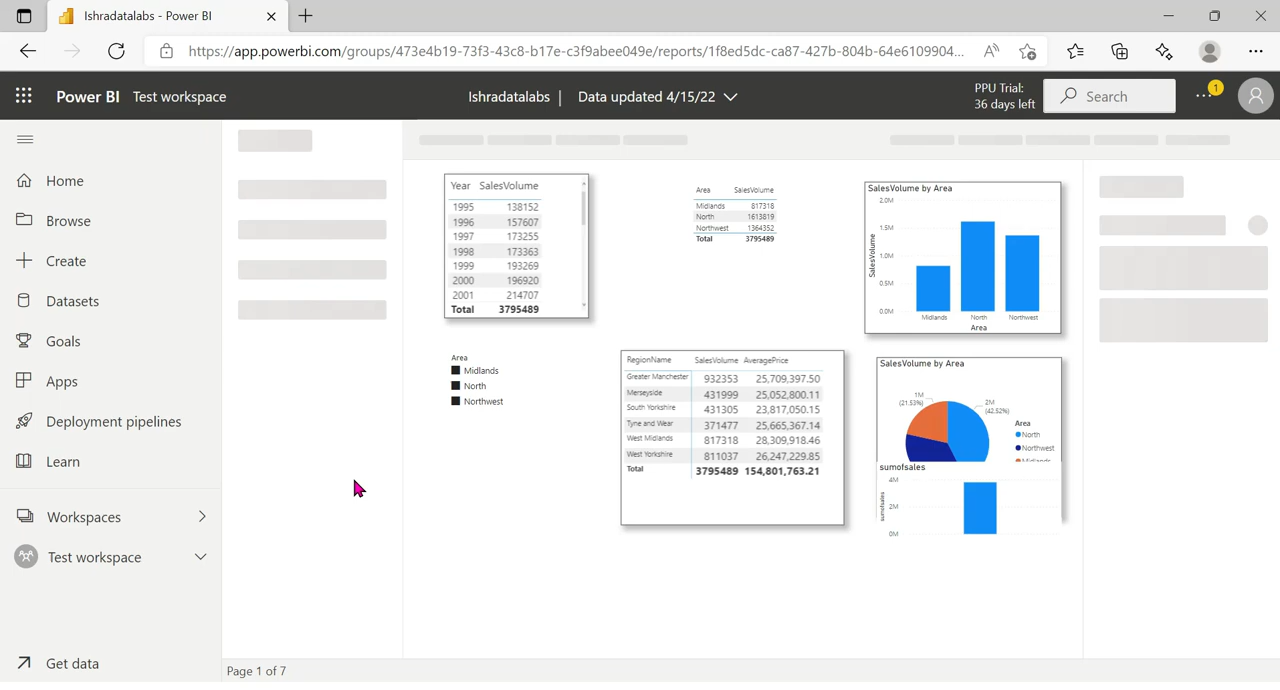 Ishradatalabs - Power BI
https://app.powerbi.com/groups/473e4b19-73f3-43c8-b17e-c3f9abee049e/reports/1f8ed5dc-ca87-427b-804b-64e6109904...
Power BI Test workspace
Ishradatalabs | Data updated 4/15/22
PPU Trial:
36 days left
Search
1
Home
Browse
Create
Datasets
Goals
Apps
Deployment pipelines
Learn
Workspaces
Test workspace
Get data
Year SalesVolume
1995 138152
1996 157607
1997 173255
1998 173363
1999 193269
2000 196920
2001 214707
Total 3795489
Area SalesVolume
Midlands 817318
North 1613819
Northwest 1364352
Total 3795489
SalesVolume by Area
2.0M
1.5M
1.0M
0.5M
0.0M
SalesVolume
Midlands North Northwest
Area
Area
Midlands
North
Northwest
RegionName SalesVolume AveragePrice
Greater Manchester 932353 25,709,397.50
Merseyside 431999 25,052,800.11
South Yorkshire 431305 23,817,050.15
Tyne and Wear 371477 25,665,367.14
West Midlands 817318 28,309,918.46
West Yorkshire 811037 26,247,229.85
Total 3795489 154,801,763.21
SalesVolume by Area
1M
(21.53%)
2M
(42.52%)
Area
North
Northwest
Midlands
sumofsales
4M
2M
0M
sumofsales
Page 1 of 7